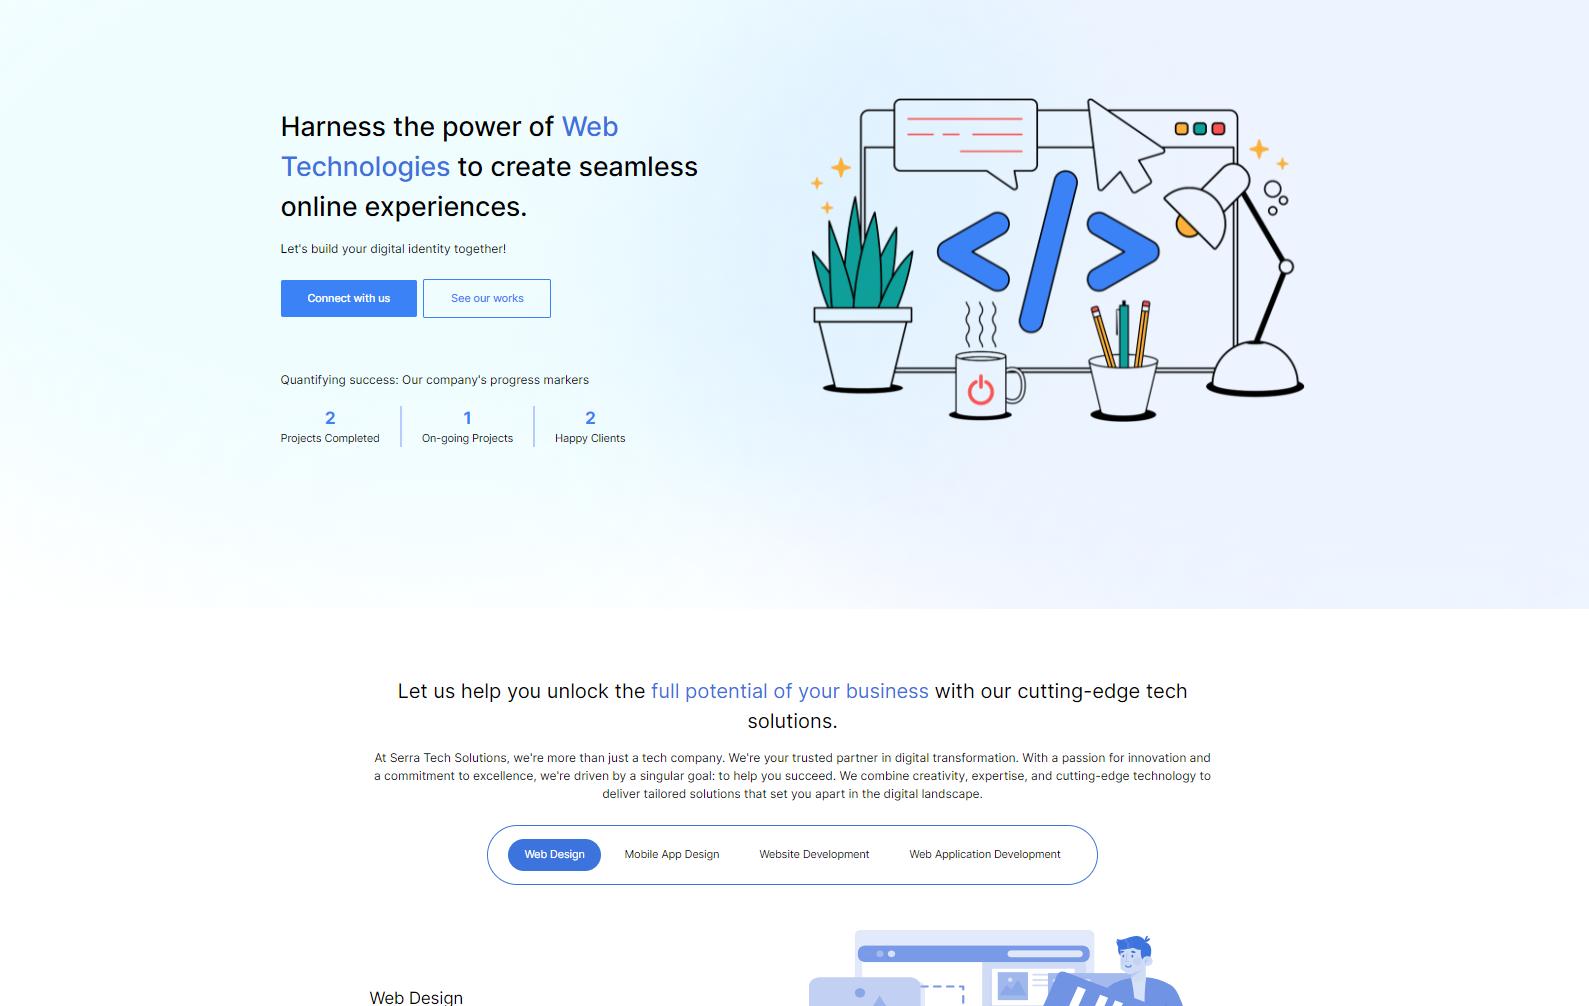 Harness the power of Web
Technologies to create seamless
online experiences.
Let's build your digital identity together!
Connect with us
See our works
Quantifying success: Our company's progress markers
2
Projects Completed
1
On-going Projects
2
Happy Clients
Let us help you unlock the full potential of your business with our cutting-edge tech
solutions.
At Serra Tech Solutions, we're more than just a tech company. We're your trusted partner in digital transformation. With a passion for innovation and
a commitment to excellence, we're driven by a singular goal: to help you succeed. We combine creativity, expertise, and cutting-edge technology to
deliver tailored solutions that set you apart in the digital landscape.
Web Design
Mobile App Design
Website Development
Web Application Development
Web Design